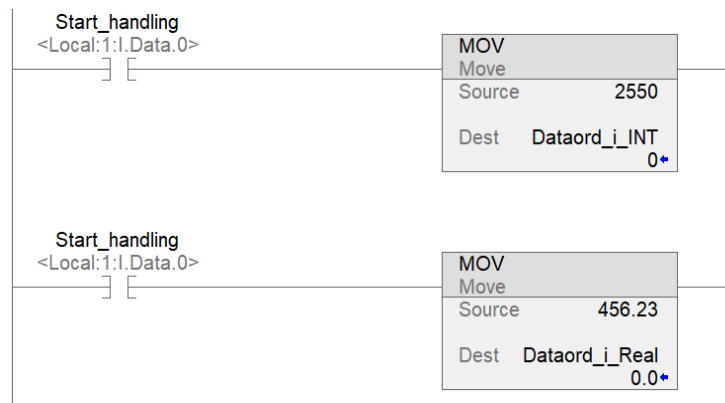 Start_handling
<Local:1:I.Data.0>
MOV
Move
Source 2550
Dest Dataord_i_INT
0
Start_handling
<Local:1:I.Data.0>
MOV
Move
Source 456.23
Dest Dataord_i_Real
0.0